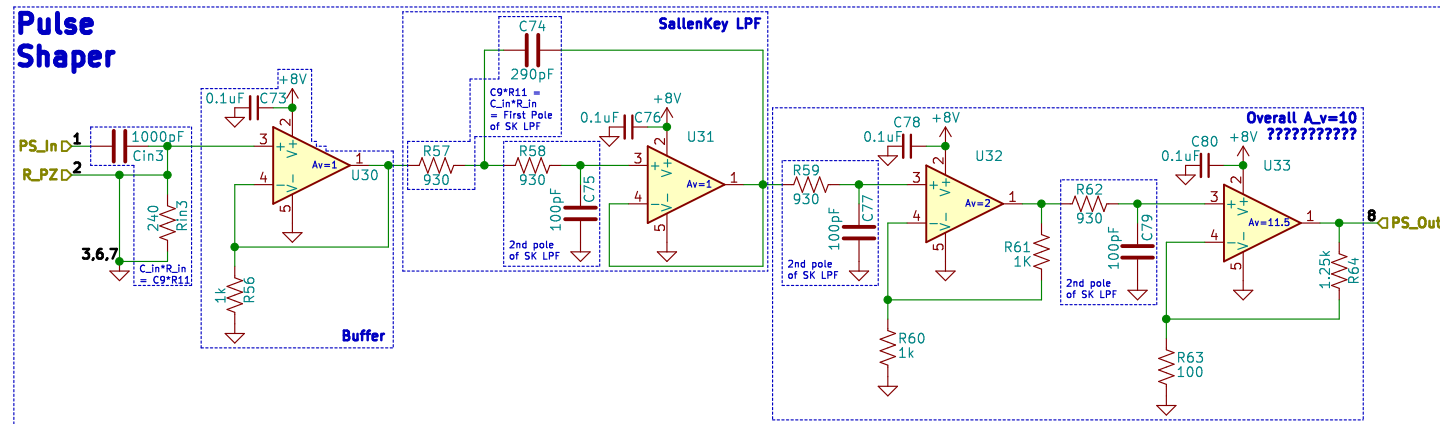 Pulse
Shaper
PS_In
1
R_PZ
2
3,6,7
1000pF
Cin3
240
Rin3
C_in*R_in
= C9*R11
+8V
0.1uF
C73
3
4
2
5
1
+
−
V+
V−
Av=1
U30
1k
R56
Buffer
SallenKey LPF
C74
290pF
C9*R11 =
C_in*R_in
= First Pole
of SK LPF
R57
930
R58
930
100pF
C75
2nd pole
of SK LPF
+8V
0.1uF
C76
3
4
2
5
1
+
−
V+
V−
Av=1
U31
Overall A_v=10
???????????
R59
930
100pF
C77
2nd pole
of SK LPF
+8V
C78
0.1uF
3
4
2
5
1
+
−
V+
V−
Av=2
U32
R61
1K
R60
1k
R62
930
100pF
C79
2nd pole
of SK LPF
+8V
C80
0.1uF
3
4
2
5
1
+
−
V+
V−
Av=11.5
U33
1.25k
R64
R63
100
8
PS_Out